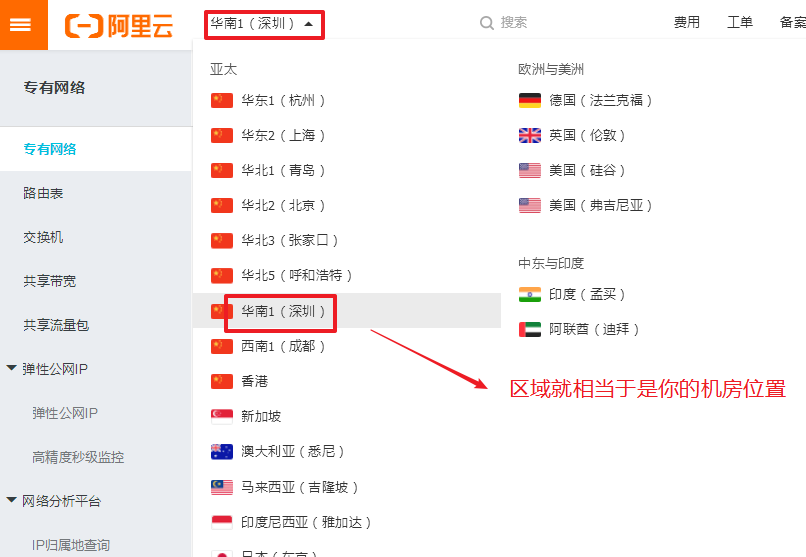 阿里云
华南1（深圳）
搜索
费用
工单
备案
专有网络
专有网络
路由表
交换机
共享带宽
共享流量包
弹性公网IP
弹性公网IP
高精度秒级监控
网络分析平台
IP归属地查询
亚太
华东1（杭州）
华东2（上海）
华北1（青岛）
华北2（北京）
华北3（张家口）
华北5（呼和浩特）
华南1（深圳）
西南1（成都）
香港
新加坡
澳大利亚（悉尼）
马来西亚（吉隆坡）
印度尼西亚（雅加达）
日本（东京）
欧洲与美洲
德国（法兰克福）
英国（伦敦）
美国（硅谷）
美国（弗吉尼亚）
中东与印度
印度（孟买）
阿联酋（迪拜）
区域就相当于是你的机房位置